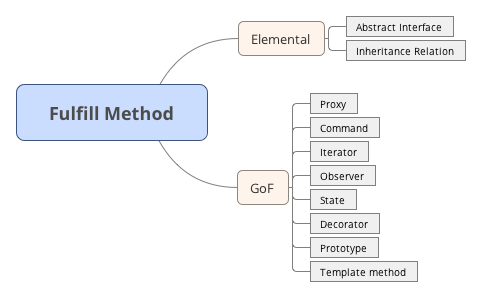 Fulfill Method
Elemental
Abstract Interface
Inheritance Relation
GoF
Proxy
Command
Iterator
Observer
State
Decorator
Prototype
Template method